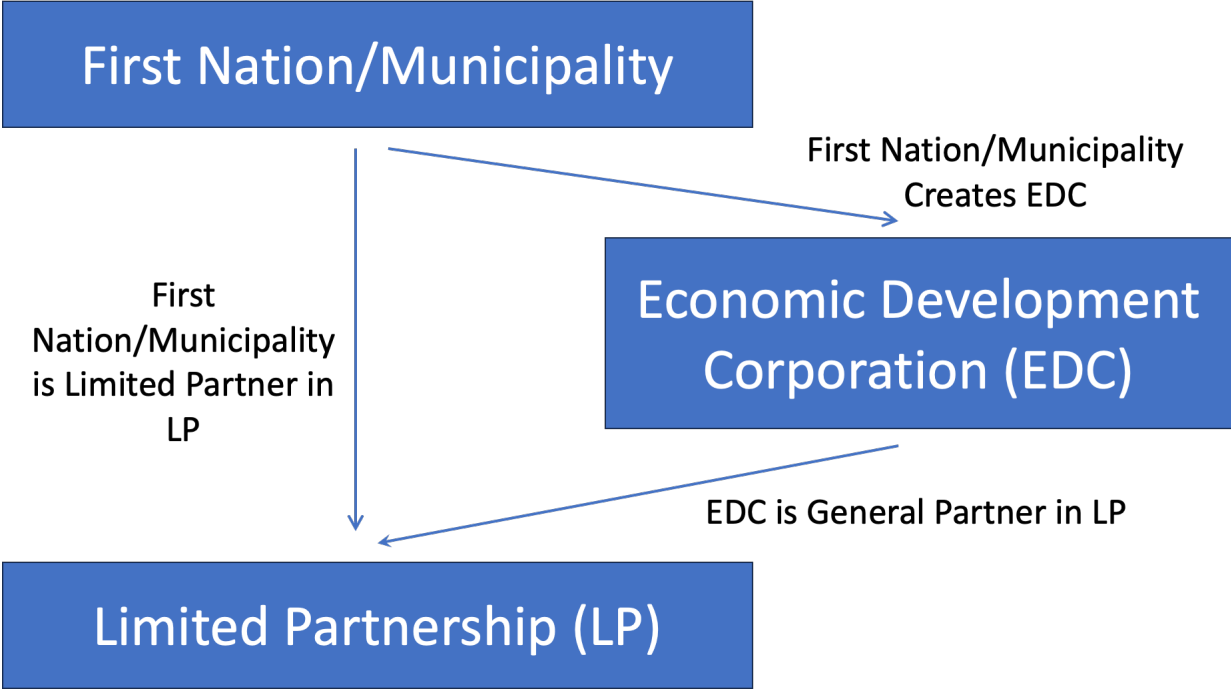 First Nation/Municipality
First Nation/Municipality
Creates EDC
First
Nation/Municipality
is Limited Partner in
LP
Economic Development
Corporation (EDC)
EDC is General Partner in LP
Limited Partnership (LP)